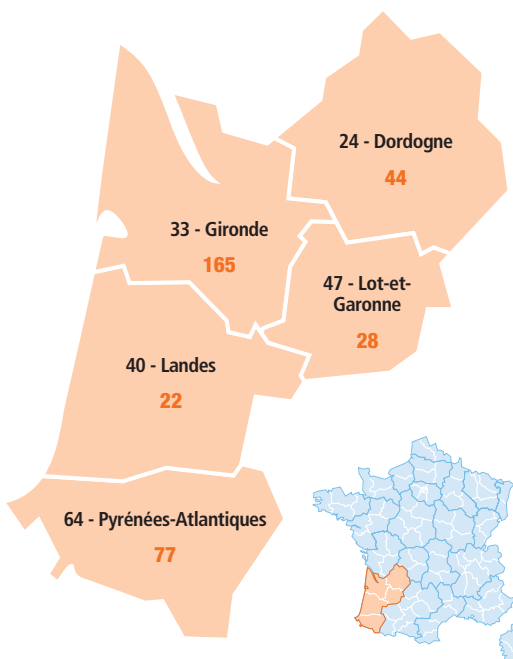 24 - Dordogne
44
33 - Gironde
165
47 - Lot-et-
Garonne
28
40 - Landes
22
64 - Pyrénées-Atlantiques
77